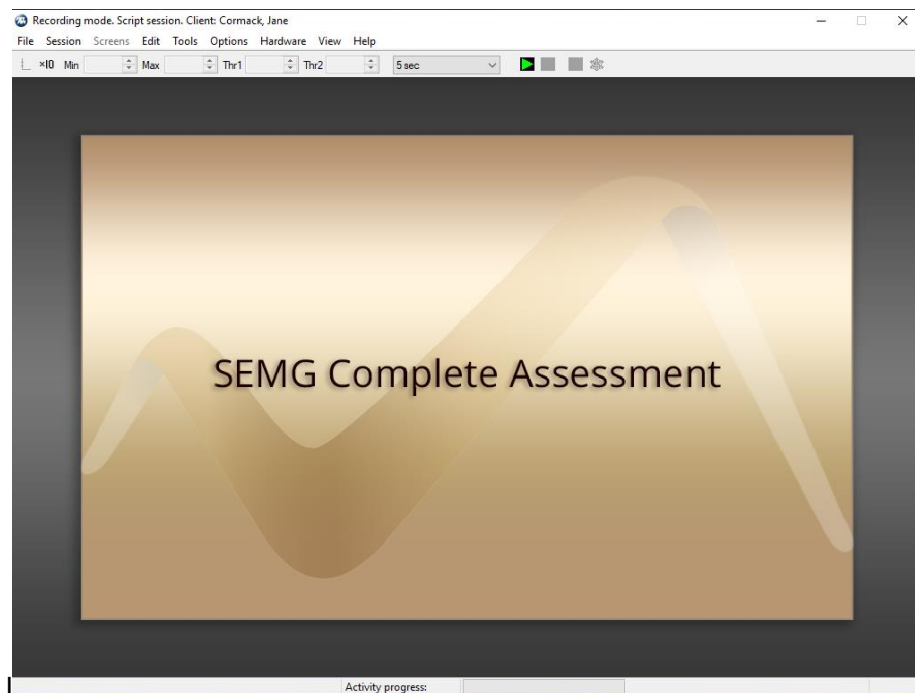 Recording mode. Script session. Client: Cormack, Jane
File Session Screens Edit Tools Options Hardware View Help
×10 Min Max Thr1 Thr2 5 sec
SEMG Complete Assessment
Activity progress: